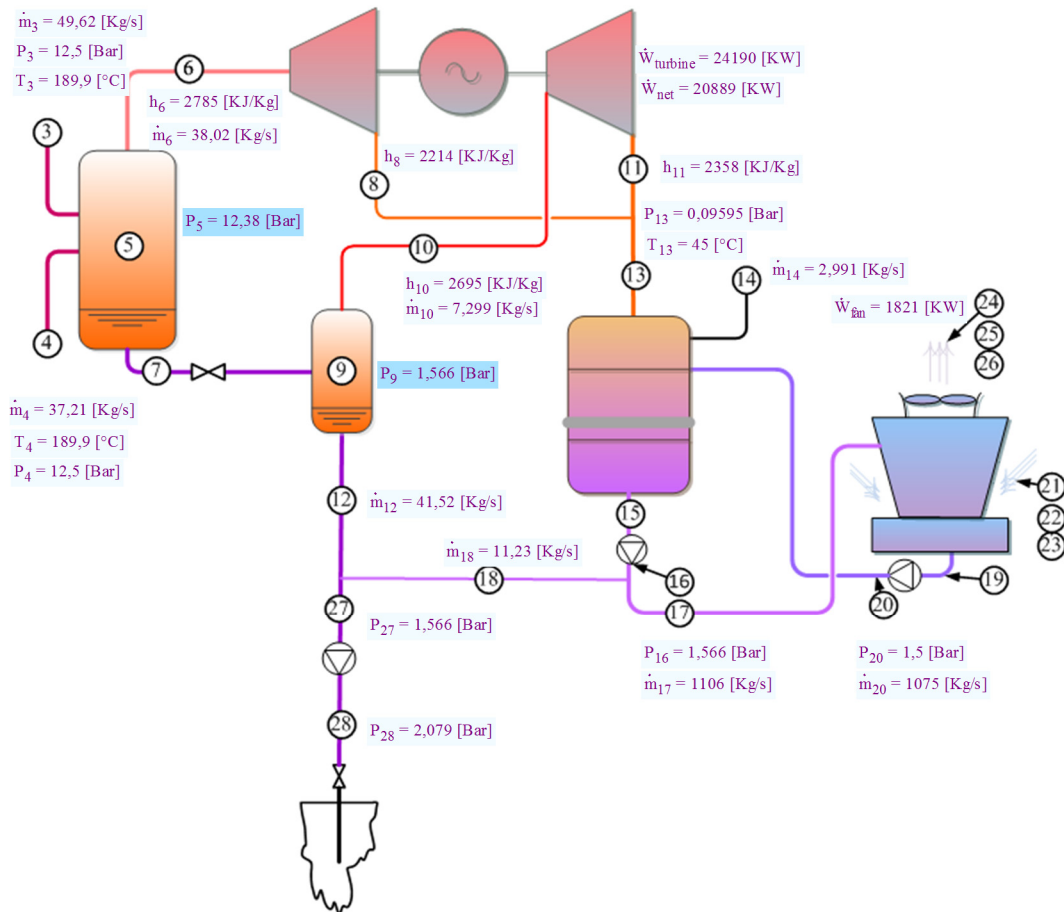 ṁ3 = 49,62 [Kg/s]
P3 = 12,5 [Bar]
T3 = 189,9 [°C]
6
h6 = 2785 [KJ/Kg]
ṁ6 = 38,02 [Kg/s]
Ẇturbine = 24190 [KW]
Ẇnet = 20889 [KW]
3
h8 = 2214 [KJ/Kg]
8
11
h11 = 2358 [KJ/Kg]
P5 = 12,38 [Bar]
5
10
P13 = 0,09595 [Bar]
T13 = 45 [°C]
13
14
ṁ14 = 2,991 [Kg/s]
h10 = 2695 [KJ/Kg]
ṁ10 = 7,299 [Kg/s]
Ẇfan = 1821 [KW]
24
25
26
4
7
9
P9 = 1,566 [Bar]
ṁ4 = 37,21 [Kg/s]
T4 = 189,9 [°C]
P4 = 12,5 [Bar]
12
ṁ12 = 41,52 [Kg/s]
15
21
22
23
ṁ18 = 11,23 [Kg/s]
18
16
17
20
19
27
P27 = 1,566 [Bar]
P16 = 1,566 [Bar]
ṁ17 = 1106 [Kg/s]
P20 = 1,5 [Bar]
ṁ20 = 1075 [Kg/s]
28
P28 = 2,079 [Bar]